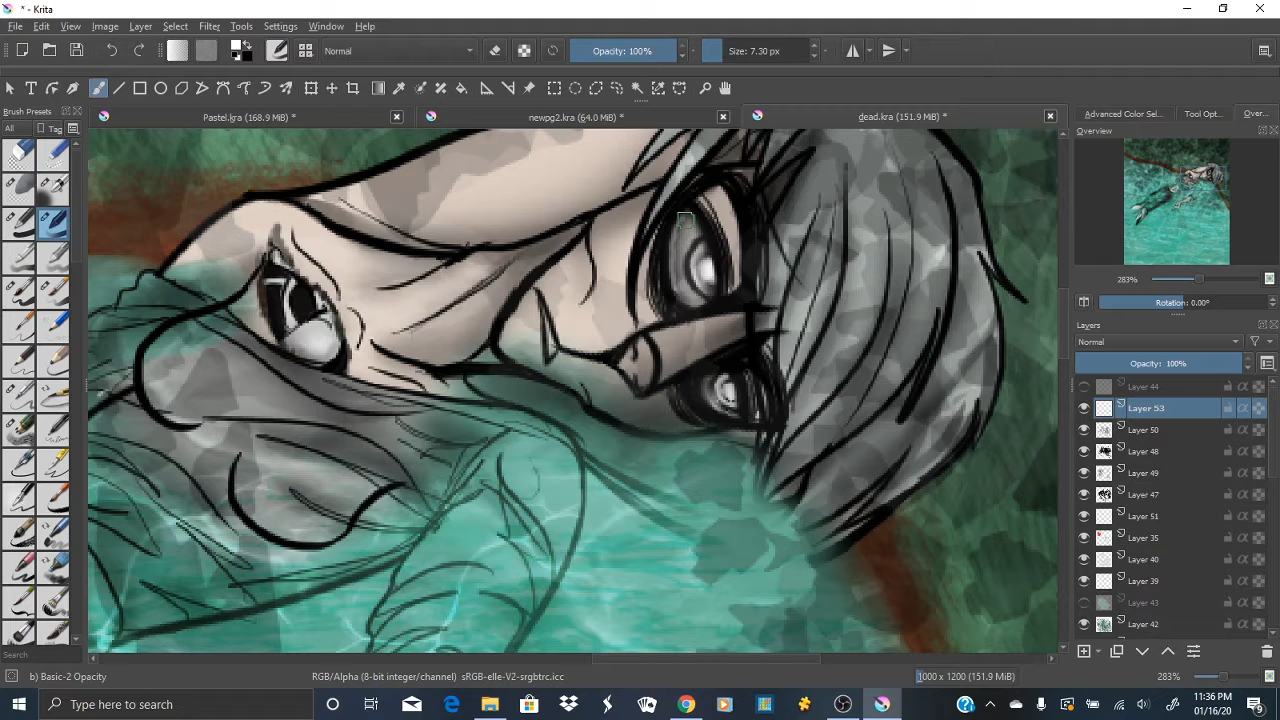 * - Krita
File Edit View Image Layer Select Filter Tools Settings Window Help
Normal Opacity: 100% Size: 7.30 px
Brush Presets
All Tag
Pastel.kra (168.9 MiB) * newpg2.kra (64.0 MiB) * dead.kra (151.9 MiB) *
Advanced Color Sel... Tool Opt... Over...
Overview
283%
Rotation: 0.00°
Layers
Normal
Opacity: 100%
Layer 44
Layer 53
Layer 50
Layer 48
Layer 49
Layer 47
Layer 51
Layer 35
Layer 40
Layer 39
Layer 43
Layer 42
Search
b) Basic-2 Opacity RGB/Alpha (8-bit integer/channel) sRGB-elle-V2-srgbtrc.icc 1000 x 1200 (151.9 MiB) 283%
Type here to search
11:36 PM
01/16/20